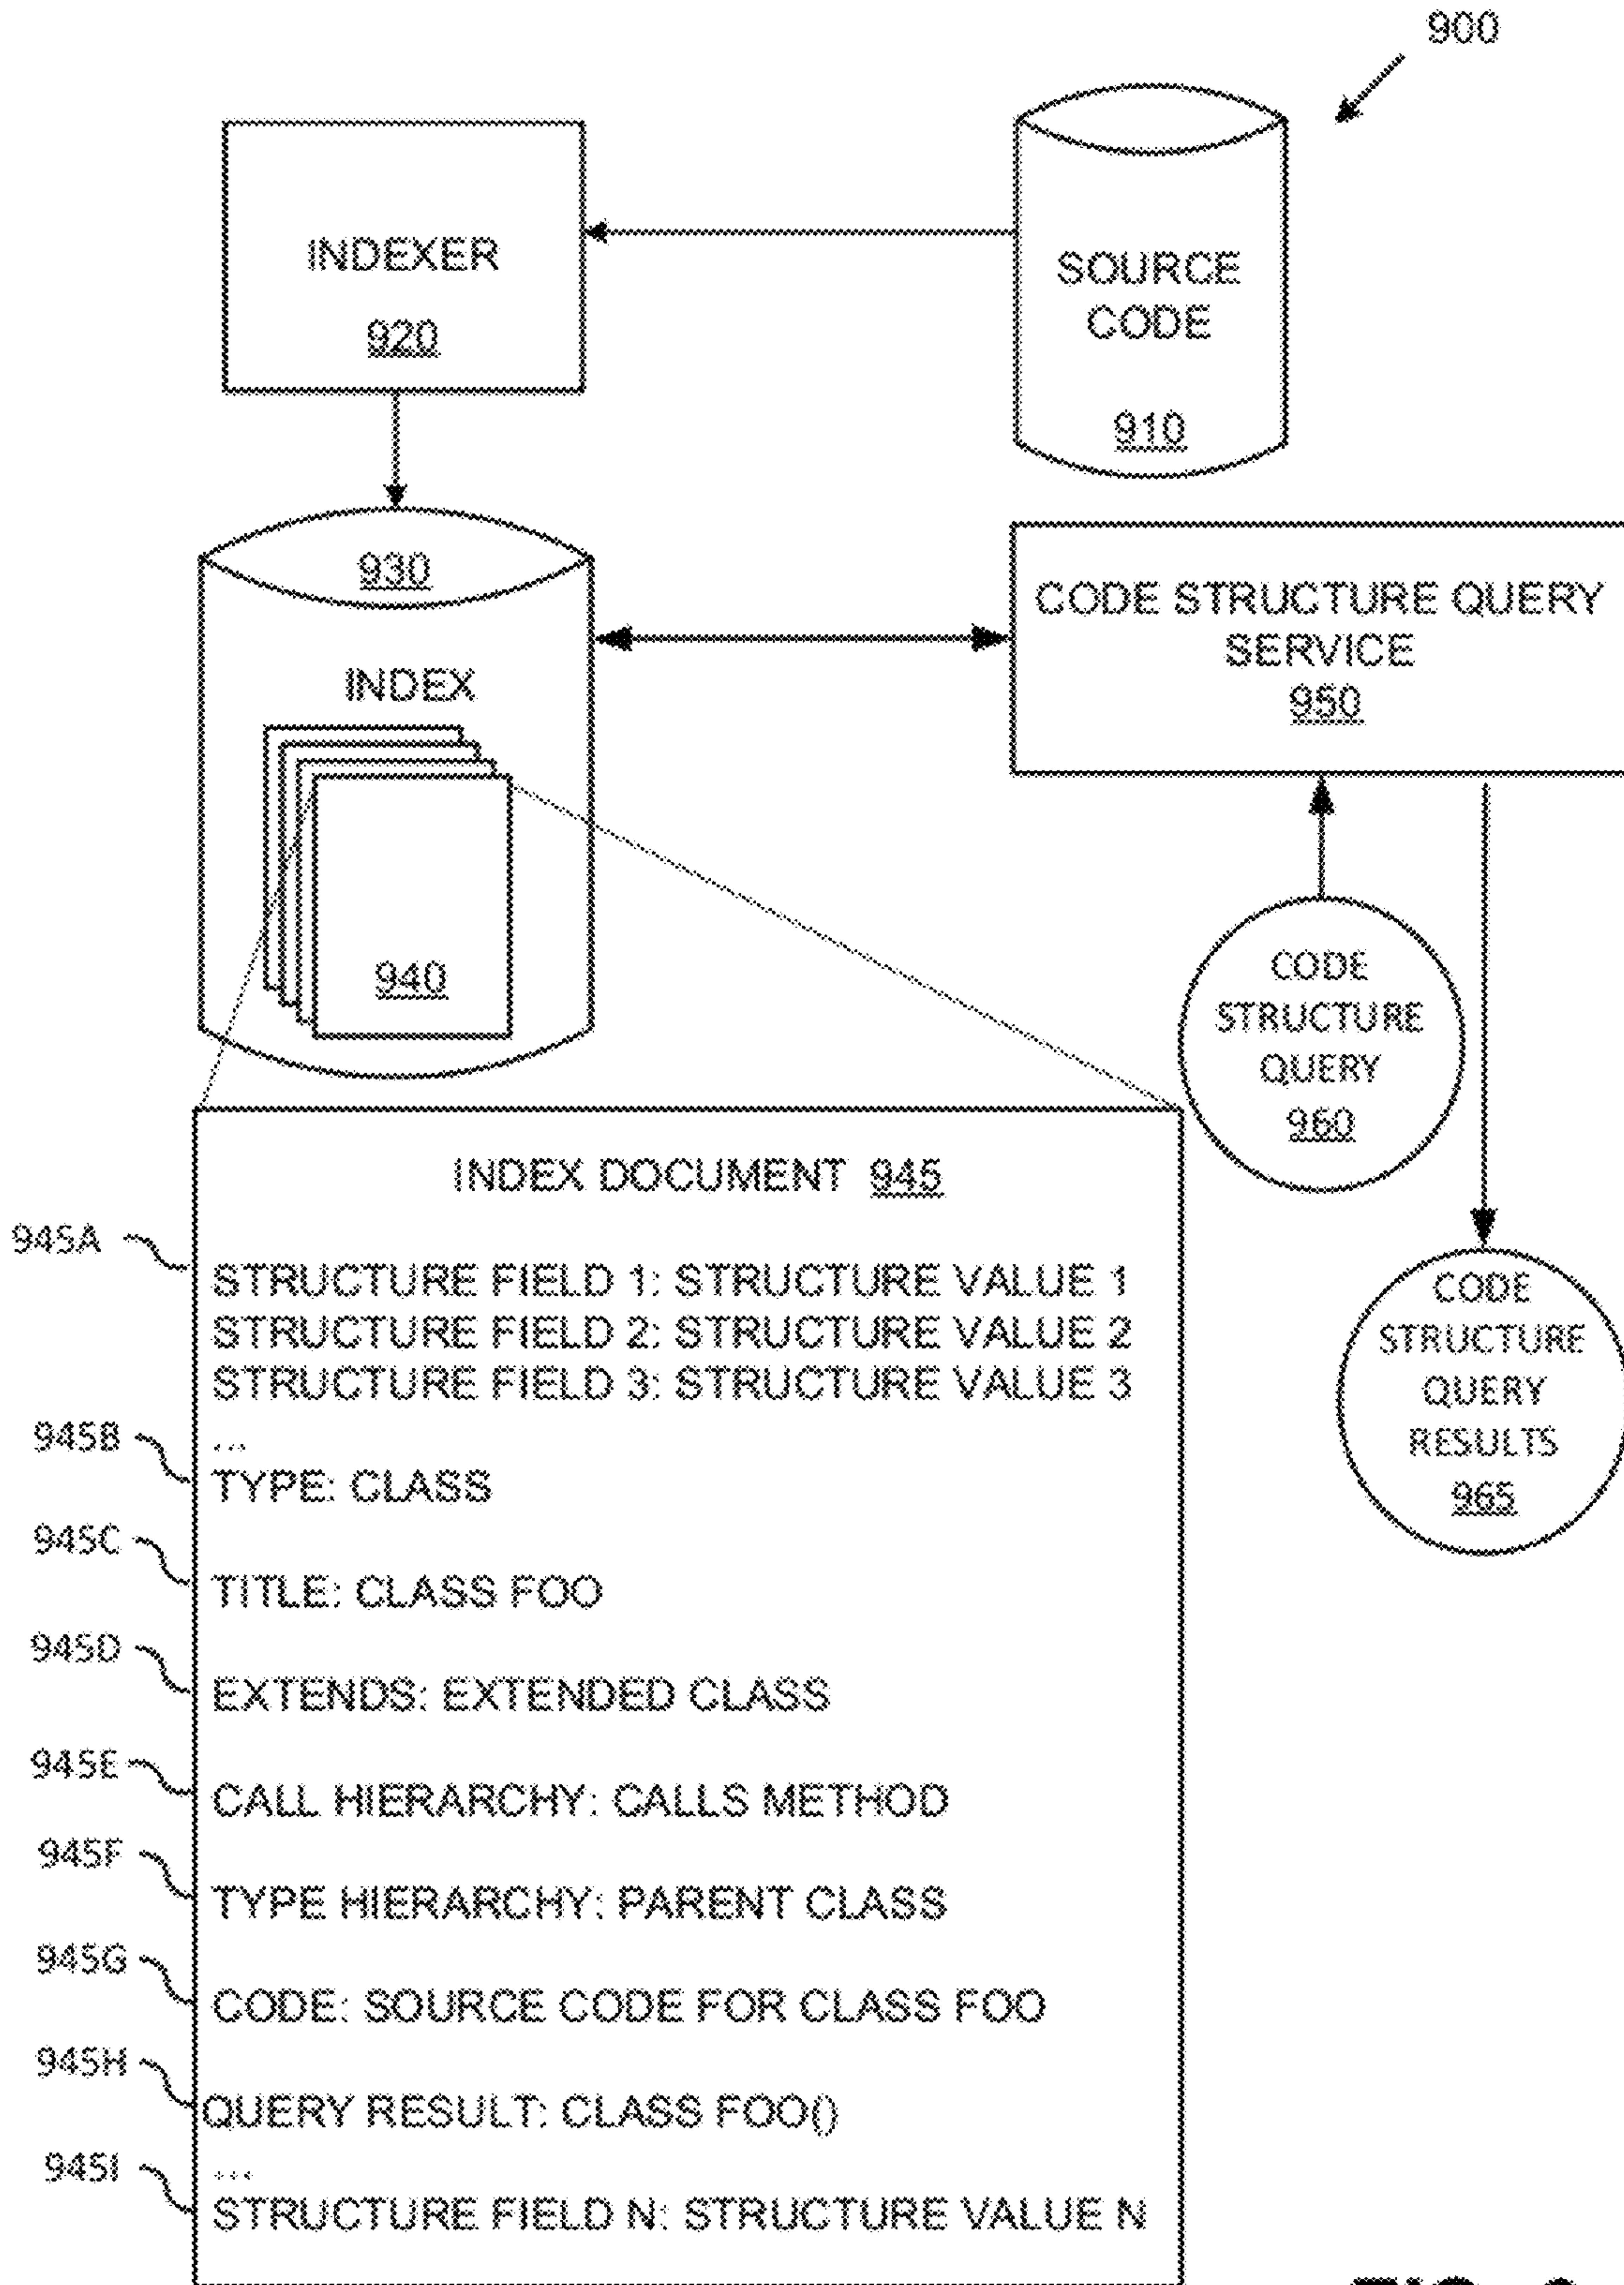 900
INDEXER
920
SOURCE
CODE
910
930
INDEX
940
CODE STRUCTURE QUERY
SERVICE
950
CODE
STRUCTURE
QUERY
960
CODE
STRUCTURE
QUERY
RESULTS
965
INDEX DOCUMENT 945
945A
STRUCTURE FIELD 1: STRUCTURE VALUE 1
STRUCTURE FIELD 2: STRUCTURE VALUE 2
STRUCTURE FIELD 3: STRUCTURE VALUE 3
...
945B
TYPE: CLASS
945C
TITLE: CLASS FOO
945D
EXTENDS: EXTENDED CLASS
945E
CALL HIERARCHY: CALLS METHOD
945F
TYPE HIERARCHY: PARENT CLASS
945G
CODE: SOURCE CODE FOR CLASS FOO
945H
QUERY RESULT: CLASS FOO()
...
945I
STRUCTURE FIELD N: STRUCTURE VALUE N